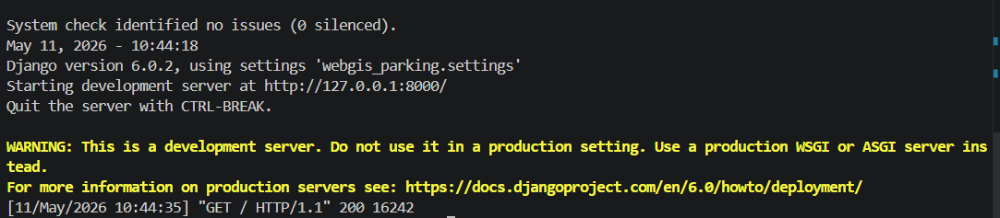 System check identified no issues (0 silenced).
May 11, 2026 - 10:44:18
Django version 6.0.2, using settings 'webgis_parking.settings'
Starting development server at http://127.0.0.1:8000/
Quit the server with CTRL-BREAK.
WARNING: This is a development server. Do not use it in a production setting. Use a production WSGI or ASGI server ins
tead.
For more information on production servers see: https://docs.djangoproject.com/en/6.0/howto/deployment/
[11/May/2026 10:44:35] "GET / HTTP/1.1" 200 16242